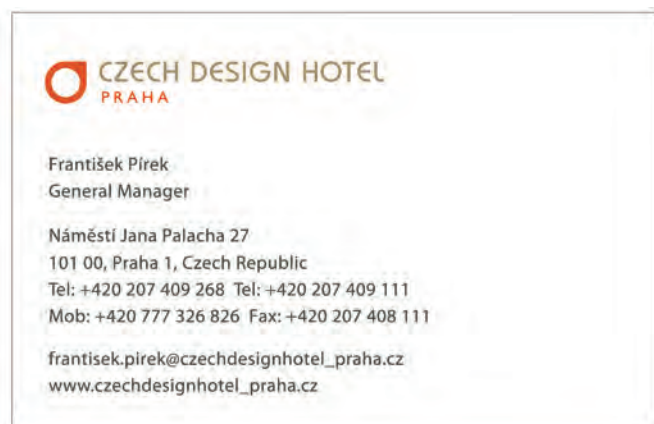 CZECH DESIGN HOTEL
PRAHA
František Pírek
General Manager
Náměstí Jana Palacha 27
101 00, Praha 1, Czech Republic
Tel: +420 207 409 268 Tel: +420 207 409 111
Mob: +420 777 326 826 Fax: +420 207 408 111
frantisek.pirek@czechdesignhotel_praha.cz
www.czechdesignhotel_praha.cz